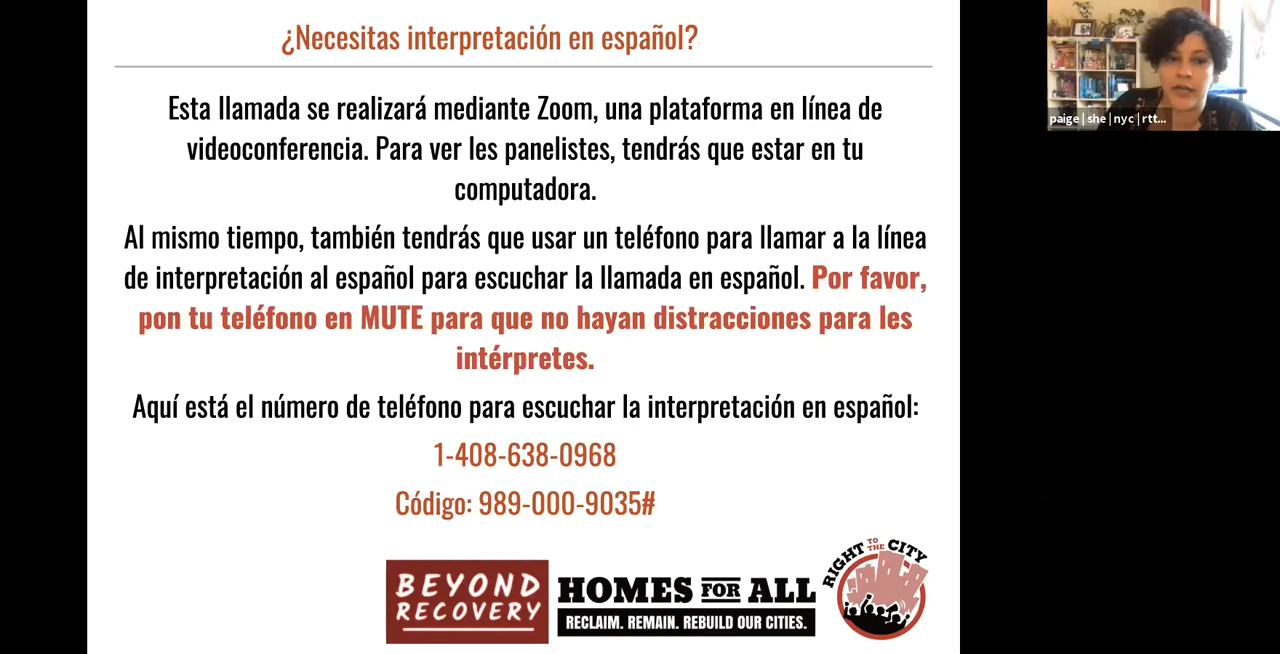 ¿Necesitas interpretación en español?
Esta llamada se realizará mediante Zoom, una plataforma en línea de
videoconferencia. Para ver les panelistes, tendrás que estar en tu
computadora.
Al mismo tiempo, también tendrás que usar un teléfono para llamar a la línea
de interpretación al español para escuchar la llamada en español. Por favor,
pon tu teléfono en MUTE para que no hayan distracciones para les
intérpretes.
Aquí está el número de teléfono para escuchar la interpretación en español:
1-408-638-0968
Código: 989-000-9035#
BEYOND
RECOVERY
HOMES FOR ALL
RECLAIM. REMAIN. REBUILD OUR CITIES.
RIGHT TO THE CITY
paige | she | nyc | rtt...